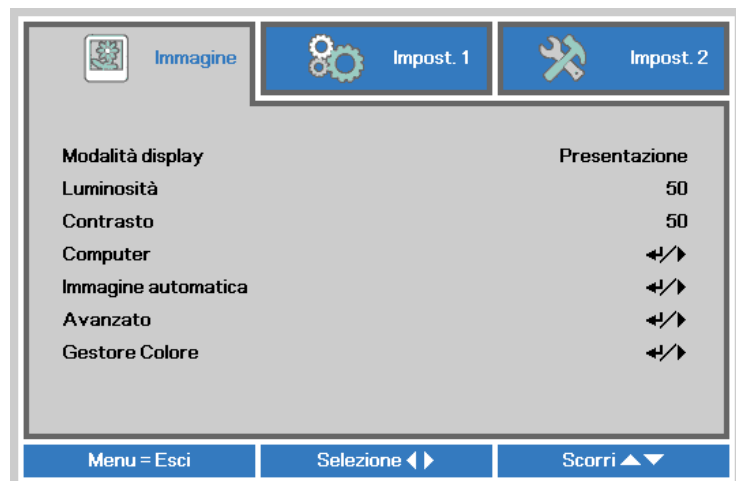 Immagine Impost. 1 Impost. 2
Modalità display Presentazione
Luminosità 50
Contrasto 50
Computer
Immagine automatica
Avanzato
Gestore Colore
Menu = Esci Selezione Scorri